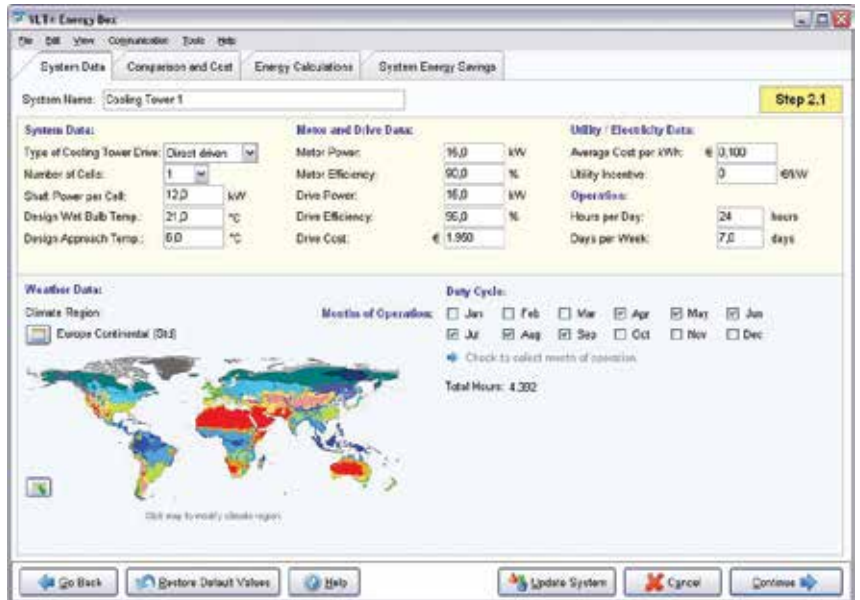 VLT® Energy Box
File Edit View Communication Tools Help
System Data Comparison and Cost Energy Calculations System Energy Savings
System Name: Cooling Tower 1 Step 2.1
System Data: Motor and Drive Data: Utility / Electricity Data:
Type of Cooling Tower Drive: Direct driven Motor Power: 16,0 kW Average Cost per kWh: € 0,100
Number of Cells: 1 Motor Efficiency: 90,0 % Utility Incentive: 0 €/kW
Shaft Power per Cell: 12,0 kW Drive Power: 16,0 kW Operation:
Design Wet Bulb Temp.: 21,0 °C Drive Efficiency: % Hours per Day: 24 hours
Design Approach Temp.: 6,0 °C Drive Cost: € 1.950 Days per Week: 7,0 days
Weather Data: Duty Cycle:
Climate Region: Months of Operation: Jan Feb Mar Apr May Jun
Europe Continental (Std) Jul Aug Sep Oct Nov Dec
Check to select month of operation
Total Hours: 4.392
Click map to modify climate region
Go Back Restore Default Values Help Update System Cancel Continue